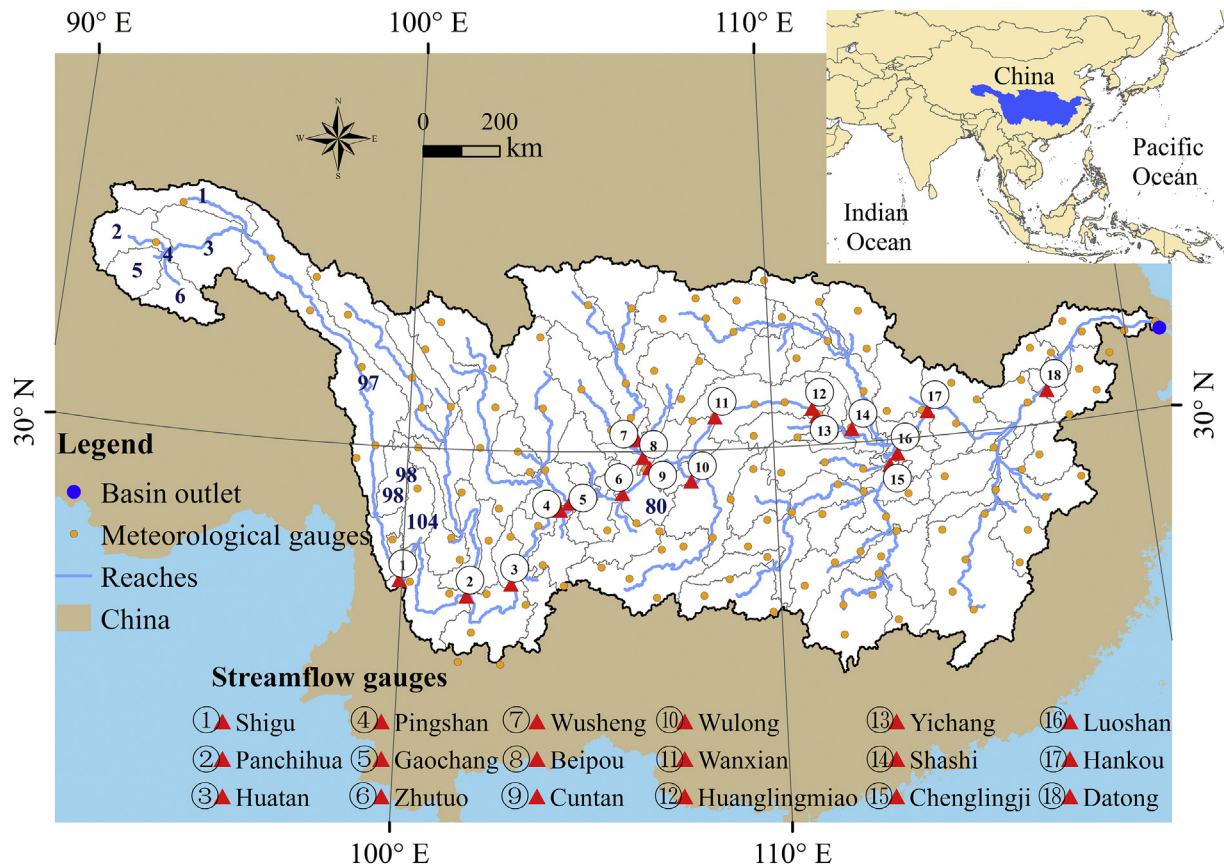 90° E
100° E
110° E
China
Pacific
Ocean
Indian
Ocean
N
W
E
S
0
200
km
1
2
3
4
5
6
97
98
98
104
80
30° N
30° N
1
2
3
4
5
6
7
8
9
10
11
12
13
14
15
16
17
18
Legend
Basin outlet
Meteorological gauges
Reaches
China
Streamflow gauges
① Shigu
② Panchihua
③ Huatan
④ Pingshan
⑤ Gaochang
⑥ Zhutuo
⑦ Wusheng
⑧ Beipou
⑨ Cuntan
⑩ Wulong
⑪ Wanxian
⑫ Huanglingmiao
⑬ Yichang
⑭ Shashi
⑮ Chenglingji
⑯ Luoshan
⑰ Hankou
⑱ Datong
100° E
110° E